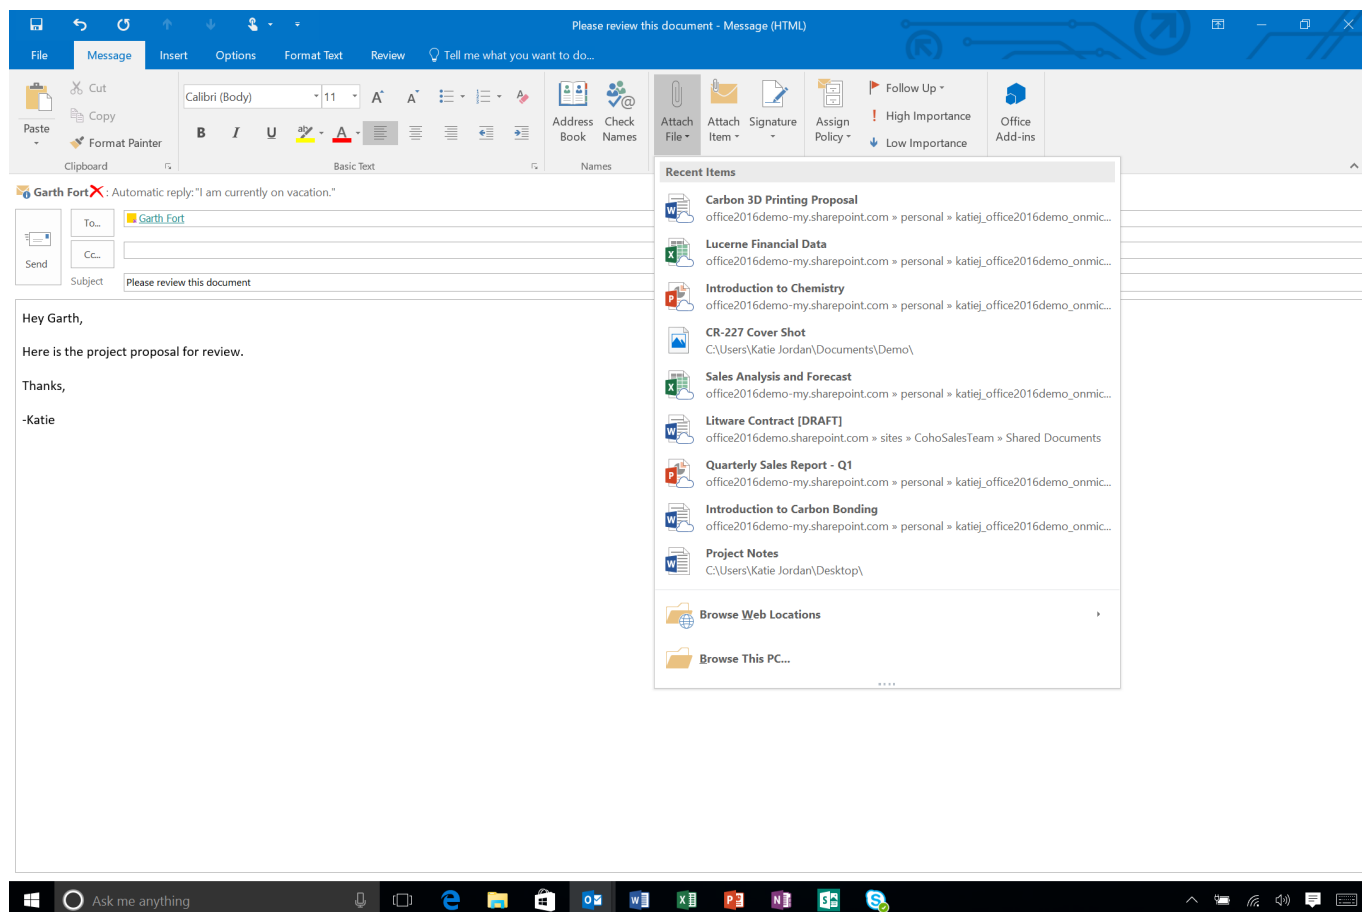 Please review this document - Message (HTML)
File Message Insert Options Format Text Review Tell me what you want to do...
Paste
Cut
Copy
Format Painter
Clipboard
Calibri (Body) 11
B I U
Basic Text
Address Book
Check Names
Names
Attach File
Attach Item
Signature
Assign Policy
Follow Up
High Importance
Low Importance
Office Add-ins
Garth Fort : Automatic reply: "I am currently on vacation."
Send
To... Garth Fort
Cc...
Subject Please review this document
Hey Garth,
Here is the project proposal for review.
Thanks,
-Katie
Recent Items
Carbon 3D Printing Proposal
office2016demo-my.sharepoint.com » personal » katiej_office2016demo_onmic...
Lucerne Financial Data
office2016demo-my.sharepoint.com » personal » katiej_office2016demo_onmic...
Introduction to Chemistry
office2016demo-my.sharepoint.com » personal » katiej_office2016demo_onmic...
CR-227 Cover Shot
C:\Users\Katie Jordan\Documents\Demo\
Sales Analysis and Forecast
office2016demo-my.sharepoint.com » personal » katiej_office2016demo_onmic...
Litware Contract [DRAFT]
office2016demo.sharepoint.com » sites » CohoSalesTeam » Shared Documents
Quarterly Sales Report - Q1
office2016demo-my.sharepoint.com » personal » katiej_office2016demo_onmic...
Introduction to Carbon Bonding
office2016demo-my.sharepoint.com » personal » katiej_office2016demo_onmic...
Project Notes
C:\Users\Katie Jordan\Desktop\
Browse Web Locations
Browse This PC...
Ask me anything